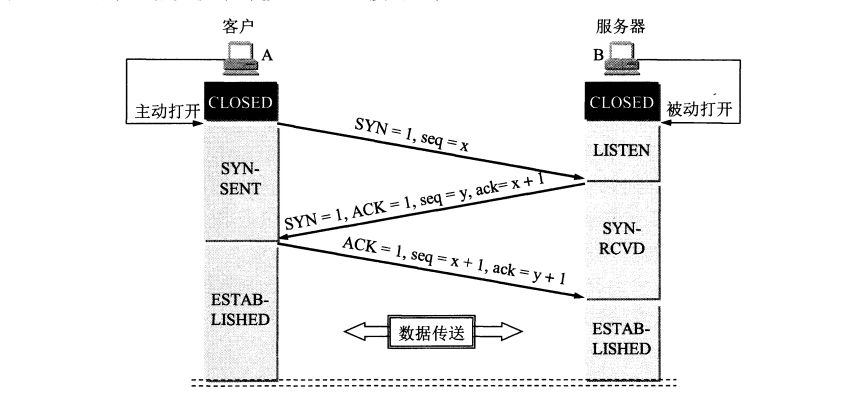 客户
服务器
A
B
CLOSED
CLOSED
主动打开
被动打开
SYN = 1, seq = x
LISTEN
SYN-
SENT
SYN = 1, ACK = 1, seq = y, ack= x + 1
SYN-
RCVD
ACK = 1, seq = x + 1, ack = y + 1
ESTAB-
LISHED
数据传送
ESTAB-
LISHED